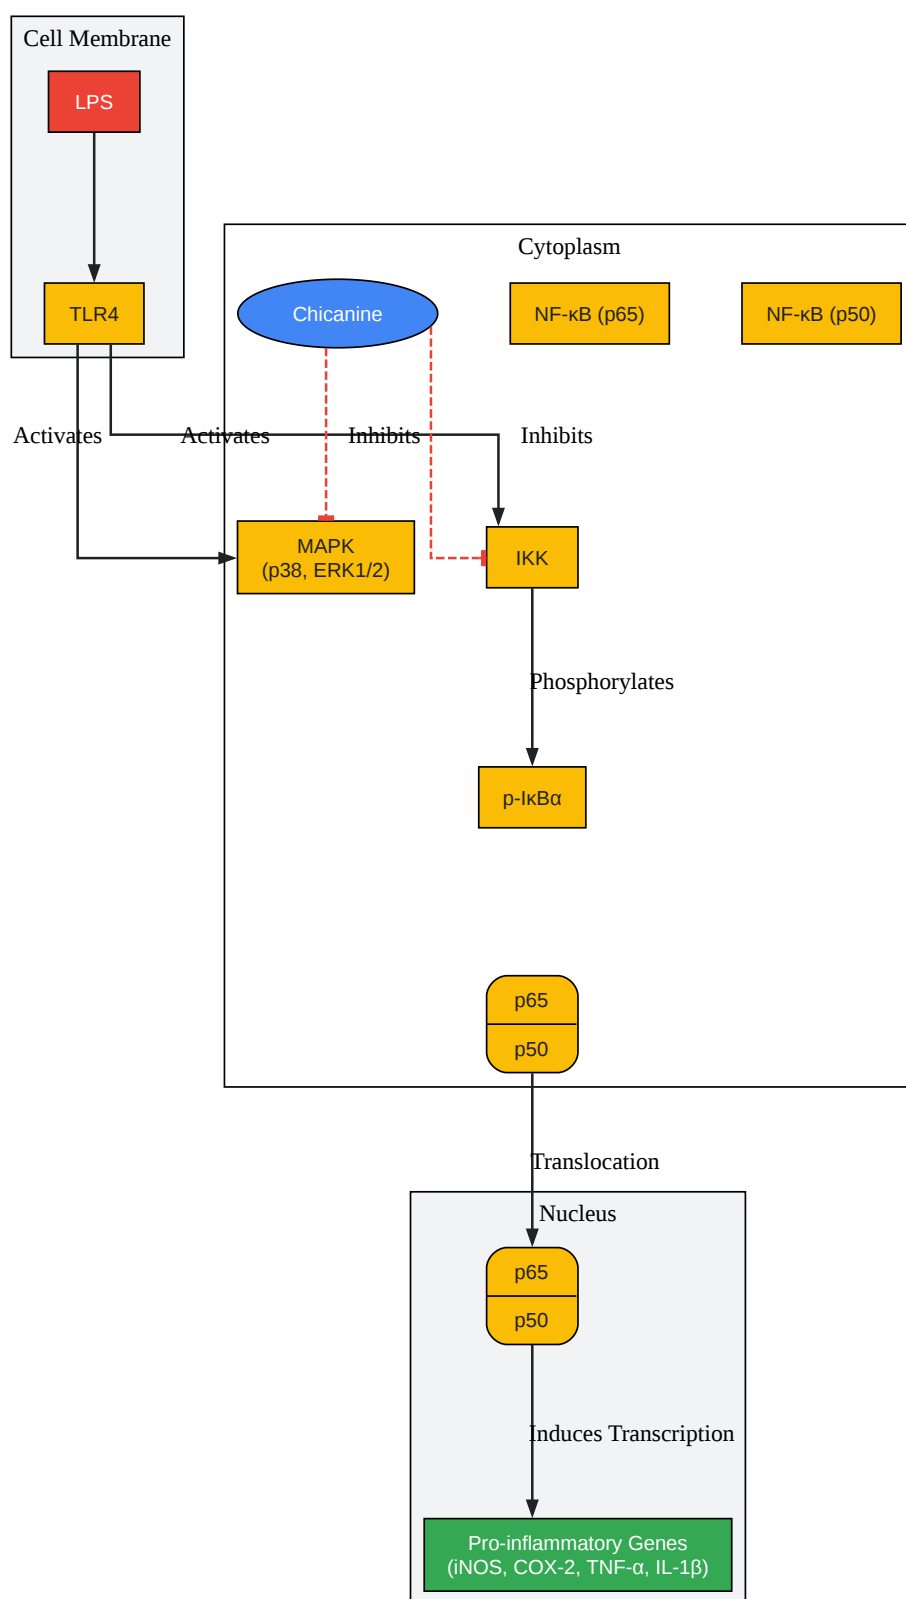 Cell Membrane
LPS
Cytoplasm
TLR4
Chicanine
NF-κB (p65)
NF-κB (p50)
Activates
Activates
Inhibits
Inhibits
MAPK
(p38, ERK1/2)
IKK
Phosphorylates
p-IκBα
p65
p50
Translocation
Nucleus
p65
p50
Induces Transcription
Pro-inflammatory Genes
(iNOS, COX-2, TNF-α, IL-1β)